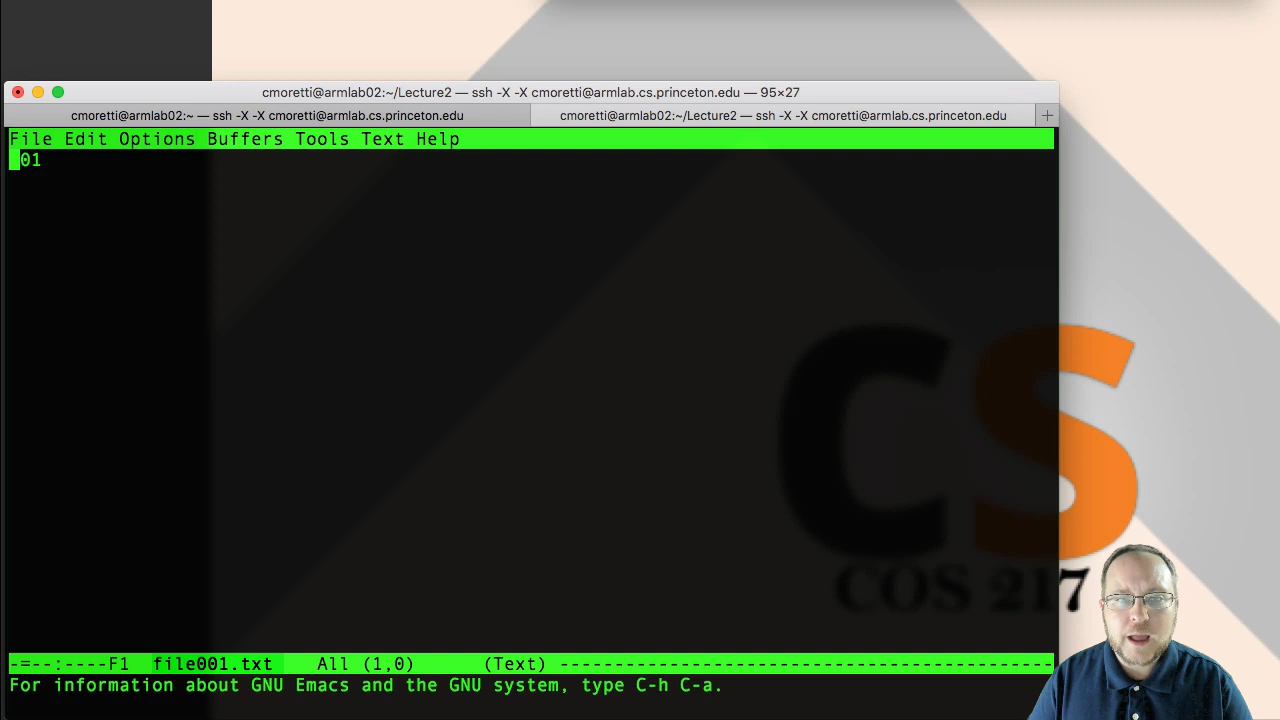 cmoretti@armlab02:~/Lecture2 — ssh -X -X cmoretti@armlab.cs.princeton.edu — 95×27
cmoretti@armlab02:~ — ssh -X -X cmoretti@armlab.cs.princeton.edu
cmoretti@armlab02:~/Lecture2 — ssh -X -X cmoretti@armlab.cs.princeton.edu
File Edit Options Buffers Tools Text Help
01
CS
COS 217
-=--:----F1  file001.txt    All (1,0)      (Text) ---------------------------------------------
For information about GNU Emacs and the GNU system, type C-h C-a.